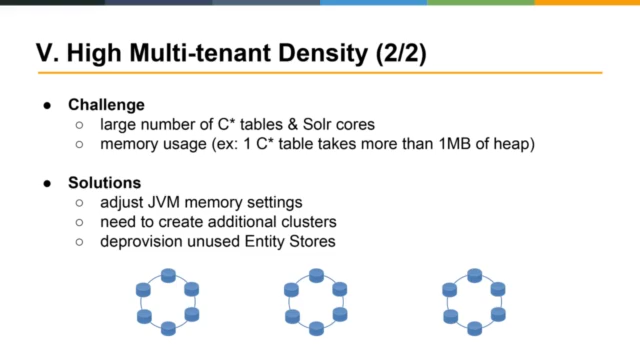 V. High Multi-tenant Density (2/2)
● Challenge
○ large number of C* tables & Solr cores
○ memory usage (ex: 1 C* table takes more than 1MB of heap)
● Solutions
○ adjust JVM memory settings
○ need to create additional clusters
○ deprovision unused Entity Stores